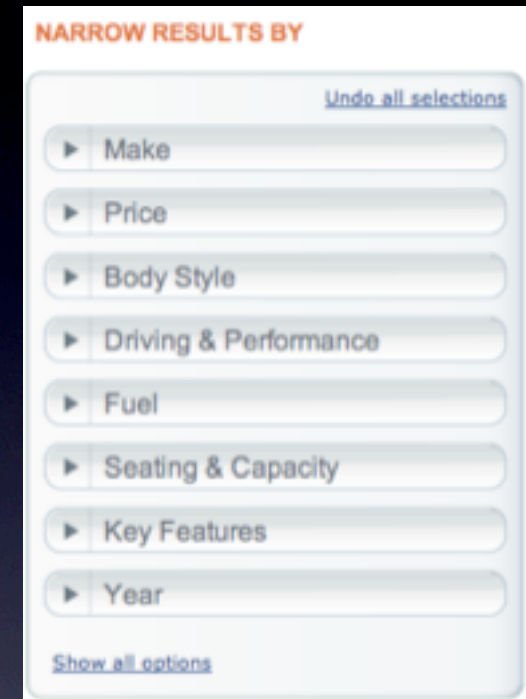 NARROW RESULTS BY
Undo all selections
Make
Price
Body Style
Driving & Performance
Fuel
Seating & Capacity
Key Features
Year
Show all options